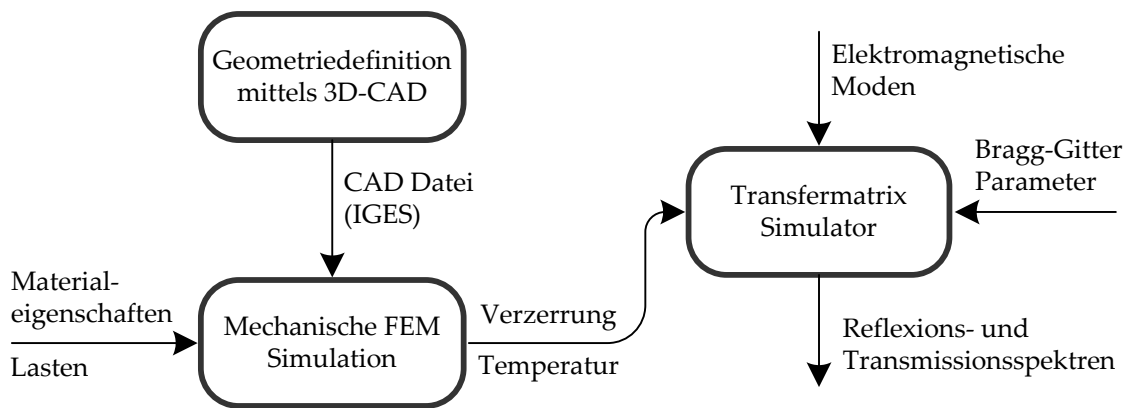 Geometriedefinition
mittels 3D-CAD
CAD Datei
(IGES)
Material-
eigenschaften
Lasten
Mechanische FEM
Simulation
Verzerrung
Temperatur
Elektromagnetische
Moden
Bragg-Gitter
Parameter
Transfermatrix
Simulator
Reflexions- und
Transmissionsspektren